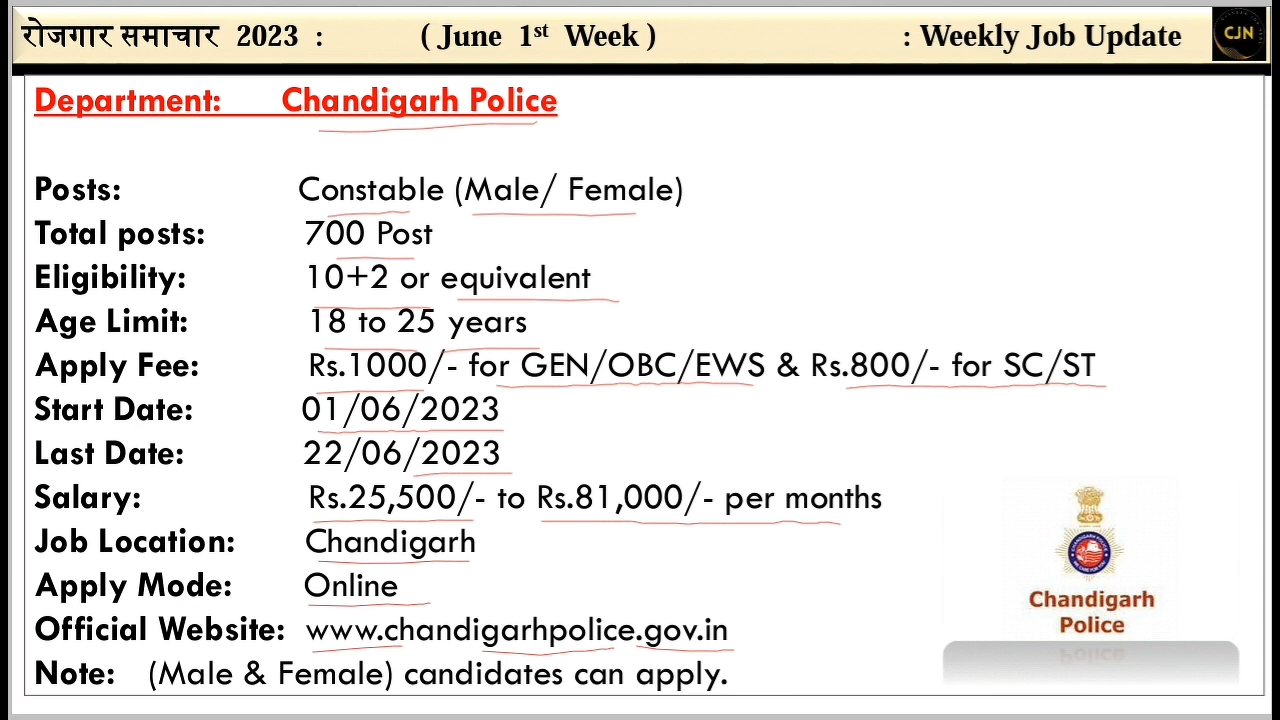 रोजगार समाचार 2023 : ( June 1st Week ) : Weekly Job Update CJN
Department: Chandigarh Police
Posts: Constable (Male/ Female)
Total posts: 700 Post
Eligibility: 10+2 or equivalent
Age Limit: 18 to 25 years
Apply Fee: Rs.1000/- for GEN/OBC/EWS & Rs.800/- for SC/ST
Start Date: 01/06/2023
Last Date: 22/06/2023
Salary: Rs.25,500/- to Rs.81,000/- per months
Job Location: Chandigarh
Apply Mode: Online
Official Website: www.chandigarhpolice.gov.in
Note: (Male & Female) candidates can apply.
Chandigarh
Police